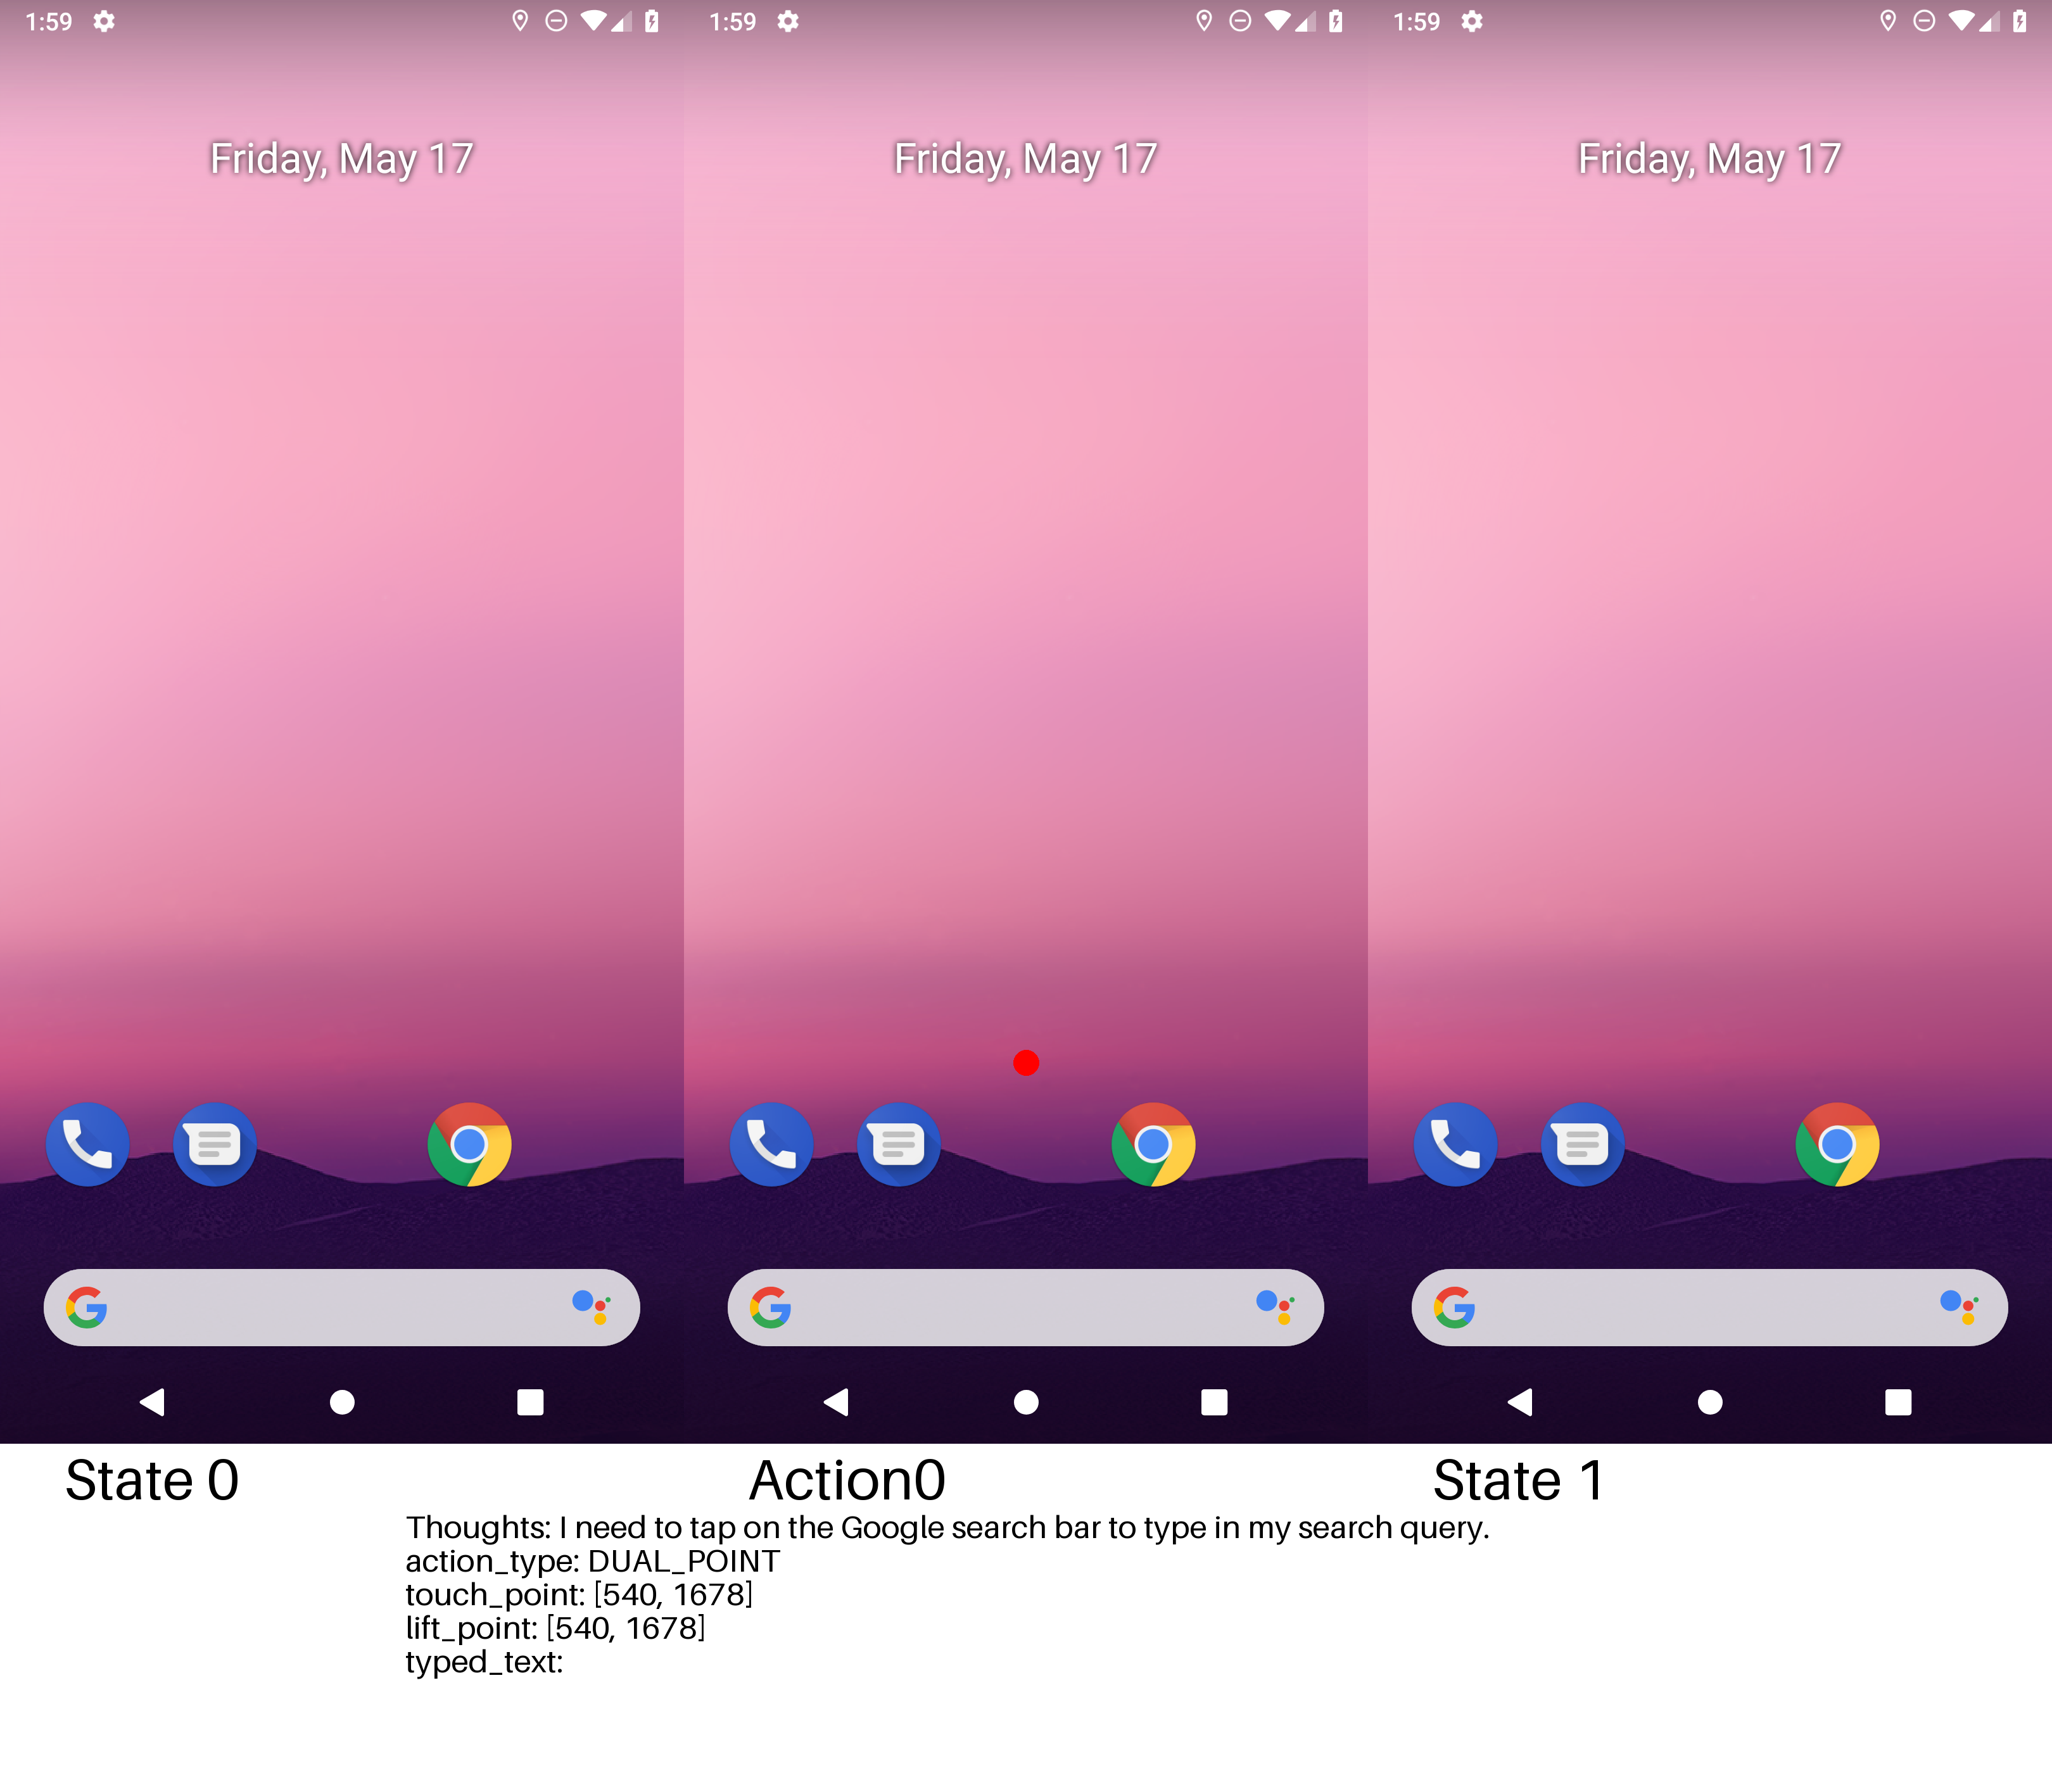 1:59
1:59
1:59
Friday, May 17
Friday, May 17
Friday, May 17
State 0
Action0
State 1
Thoughts: I need to tap on the Google search bar to type in my search query.
action_type: DUAL_POINT
touch_point: [540, 1678]
lift_point: [540, 1678]
typed_text: